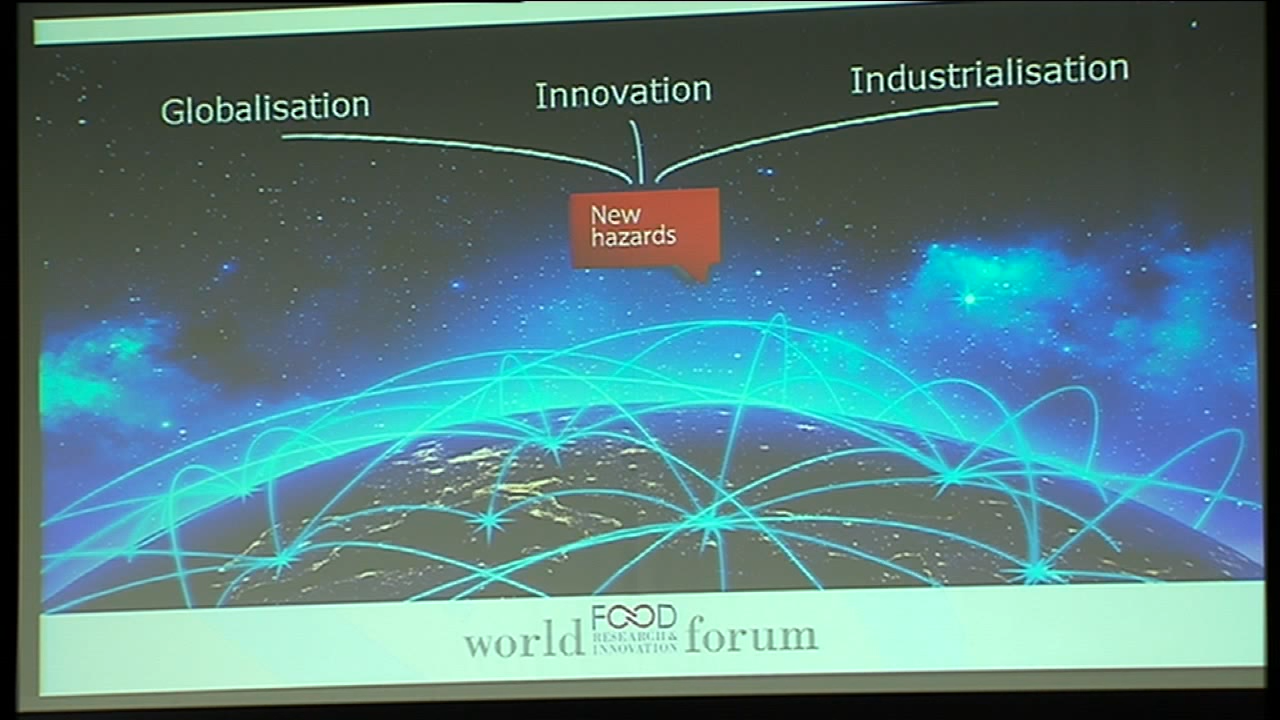 Globalisation
Innovation
Industrialisation
New
hazards
world FOOD RESEARCH & INNOVATION forum